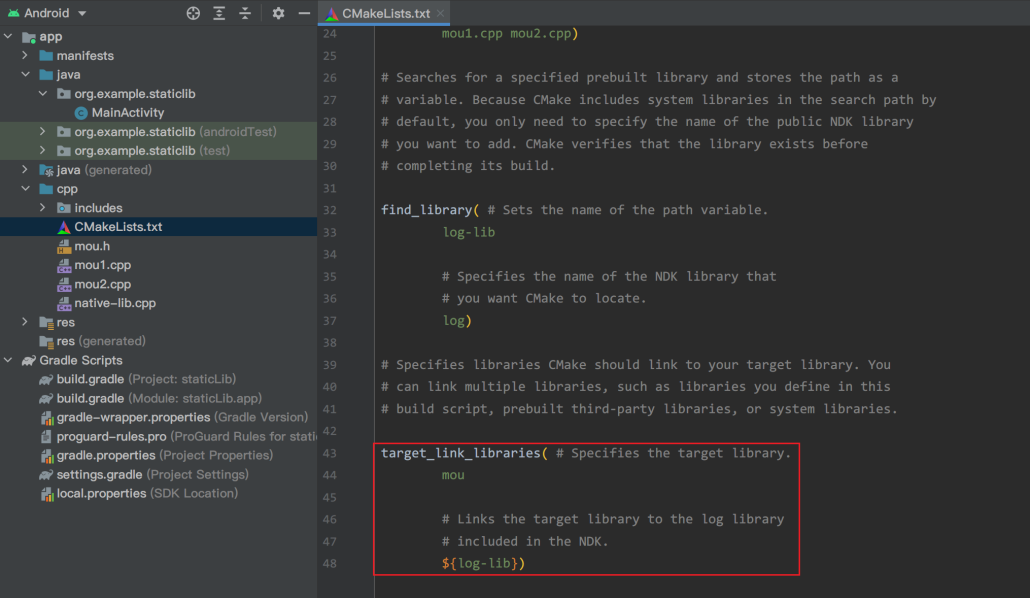 Android
CMakeLists.txt
app
manifests
java
org.example.staticlib
MainActivity
org.example.staticlib (androidTest)
org.example.staticlib (test)
java (generated)
cpp
includes
CMakeLists.txt
mou.h
mou1.cpp
mou2.cpp
native-lib.cpp
res
res (generated)
Gradle Scripts
build.gradle (Project: staticLib)
build.gradle (Module: staticLib.app)
gradle-wrapper.properties (Gradle Version)
proguard-rules.pro (ProGuard Rules for stati
gradle.properties (Project Properties)
settings.gradle (Project Settings)
local.properties (SDK Location)
24 mou1.cpp mou2.cpp)
25
26 # Searches for a specified prebuilt library and stores the path as a
27 # variable. Because CMake includes system libraries in the search path by
28 # default, you only need to specify the name of the public NDK library
29 # you want to add. CMake verifies that the library exists before
30 # completing its build.
31
32 find_library( # Sets the name of the path variable.
33 log-lib
34
35 # Specifies the name of the NDK library that
36 # you want CMake to locate.
37 log)
38
39 # Specifies libraries CMake should link to your target library. You
40 # can link multiple libraries, such as libraries you define in this
41 # build script, prebuilt third-party libraries, or system libraries.
42
43 target_link_libraries( # Specifies the target library.
44 mou
45
46 # Links the target library to the log library
47 # included in the NDK.
48 ${log-lib})